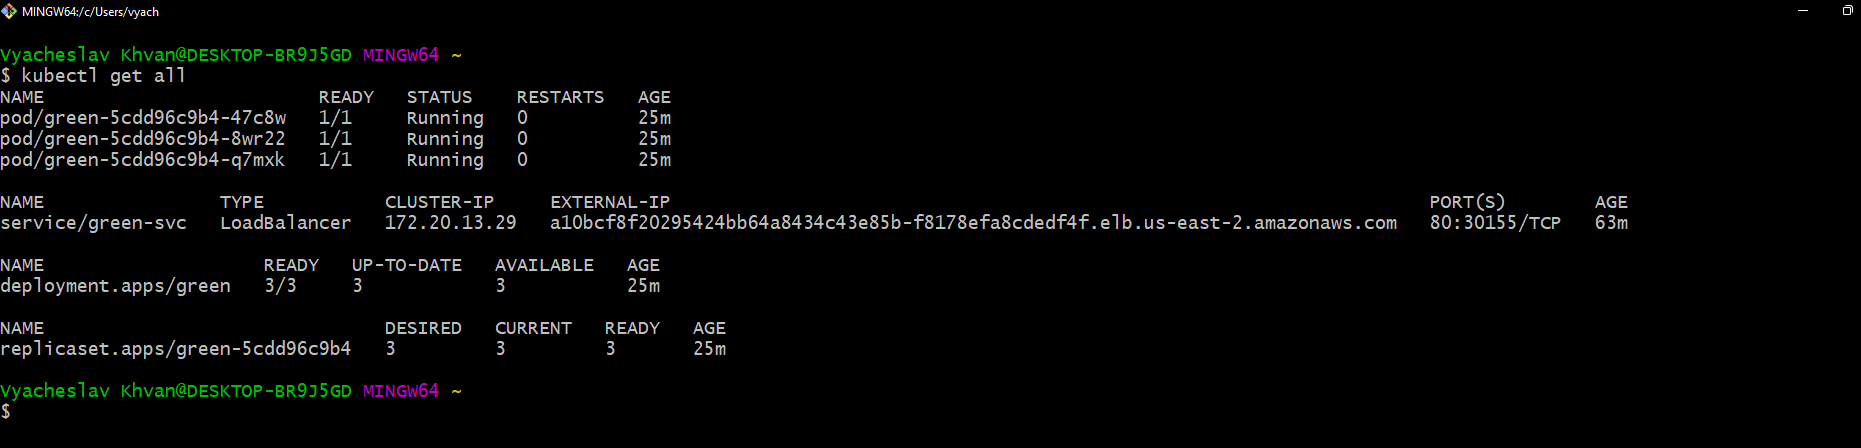 MINGW64:/c/Users/vyach
Vyacheslav Khvan@DESKTOP-BR9J5GD MINGW64 ~
$ kubectl get all
NAME                         READY   STATUS    RESTARTS   AGE
pod/green-5cdd96c9b4-47c8w   1/1     Running   0          25m
pod/green-5cdd96c9b4-8wr22   1/1     Running   0          25m
pod/green-5cdd96c9b4-q7mxk   1/1     Running   0          25m
NAME                TYPE           CLUSTER-IP     EXTERNAL-IP                                                                     PORT(S)        AGE
service/green-svc   LoadBalancer   172.20.13.29   a10bcf8f20295424bb64a8434c43e85b-f8178efa8cdedf4f.elb.us-east-2.amazonaws.com   80:30155/TCP   63m
NAME                    READY   UP-TO-DATE   AVAILABLE   AGE
deployment.apps/green   3/3     3            3           25m
NAME                               DESIRED   CURRENT   READY   AGE
replicaset.apps/green-5cdd96c9b4   3         3         3       25m
Vyacheslav Khvan@DESKTOP-BR9J5GD MINGW64 ~
$